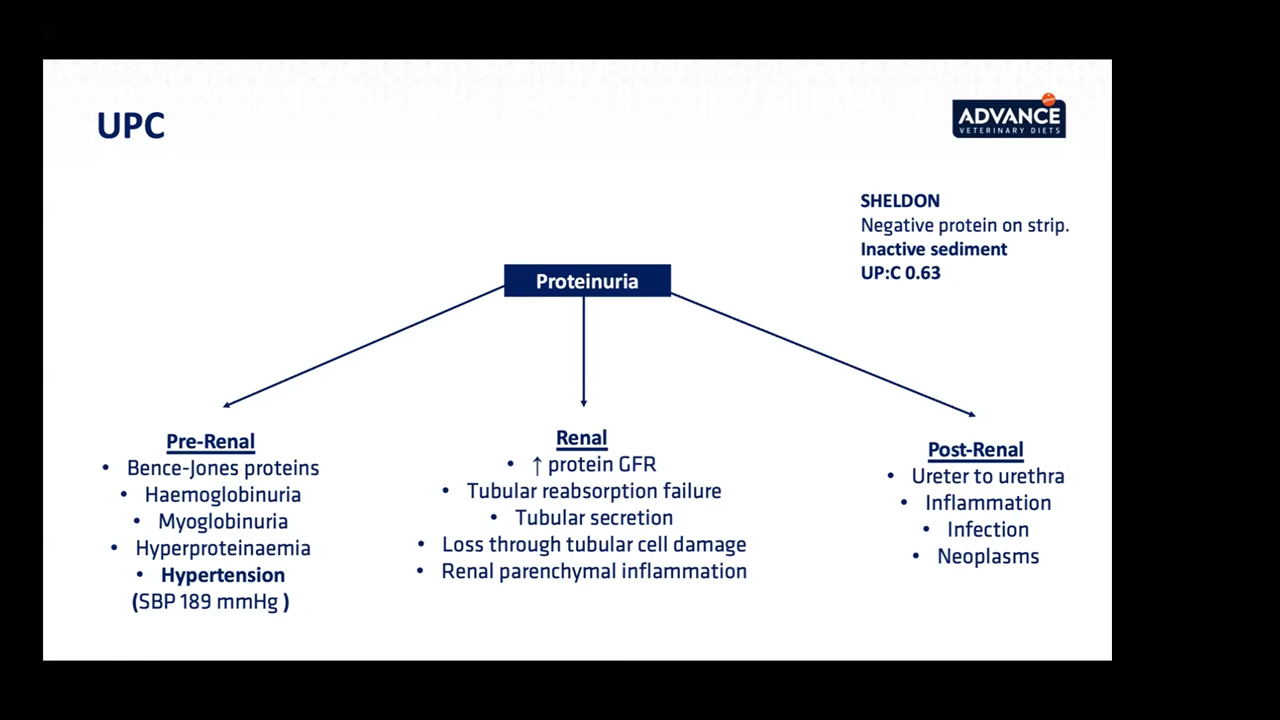 UPC
ADVANCE
VETERINARY DIETS
SHELDON
Negative protein on strip.
Inactive sediment
UP:C 0.63
Proteinuria
Pre-Renal
• Bence-Jones proteins
• Haemoglobinuria
• Myoglobinuria
• Hyperproteinaemia
• Hypertension
(SBP 189 mmHg )
Renal
• ↑ protein GFR
• Tubular reabsorption failure
• Tubular secretion
• Loss through tubular cell damage
• Renal parenchymal inflammation
Post-Renal
• Ureter to urethra
• Inflammation
• Infection
• Neoplasms